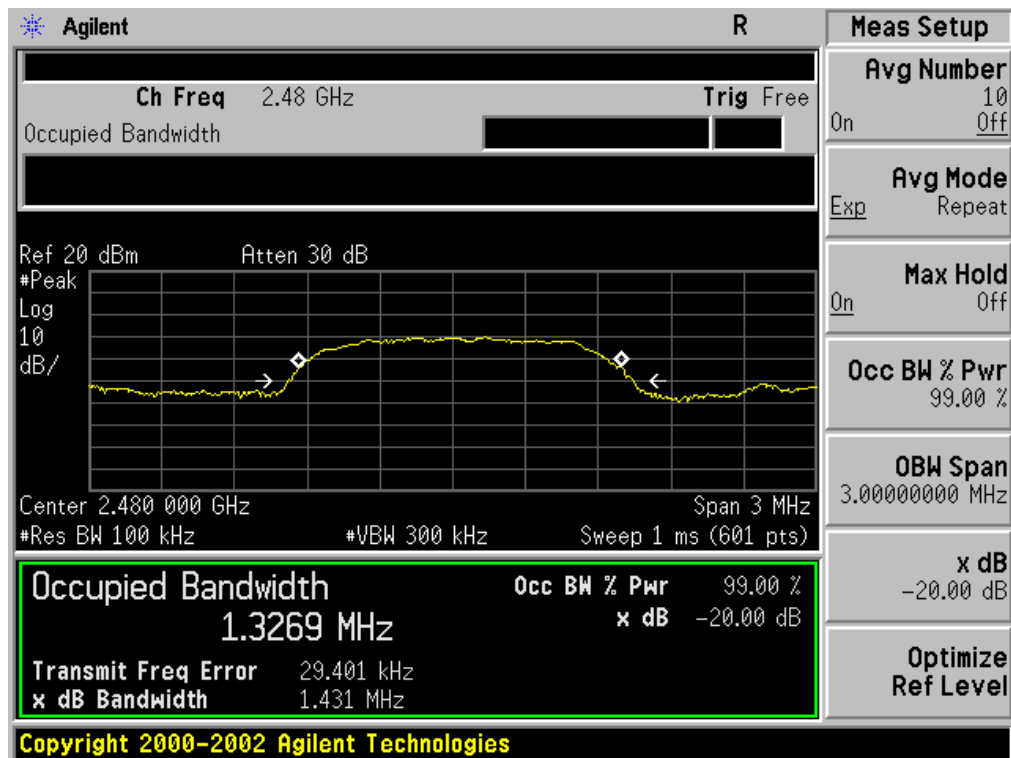 Agilent R Meas Setup
Ch Freq 2.48 GHz Trig Free
Occupied Bandwidth
Ref 20 dBm Atten 30 dB
#Peak
Log
10
dB/
Center 2.480 000 GHz Span 3 MHz
#Res BW 100 kHz #VBW 300 kHz Sweep 1 ms (601 pts)
Occupied Bandwidth Occ BW % Pwr 99.00 %
1.3269 MHz x dB -20.00 dB
Transmit Freq Error 29.401 kHz
x dB Bandwidth 1.431 MHz
Copyright 2000-2002 Agilent Technologies
Avg Number
10
On Off
Avg Mode
Exp Repeat
Max Hold
On Off
Occ BW % Pwr
99.00 %
OBW Span
3.00000000 MHz
x dB
-20.00 dB
Optimize
Ref Level